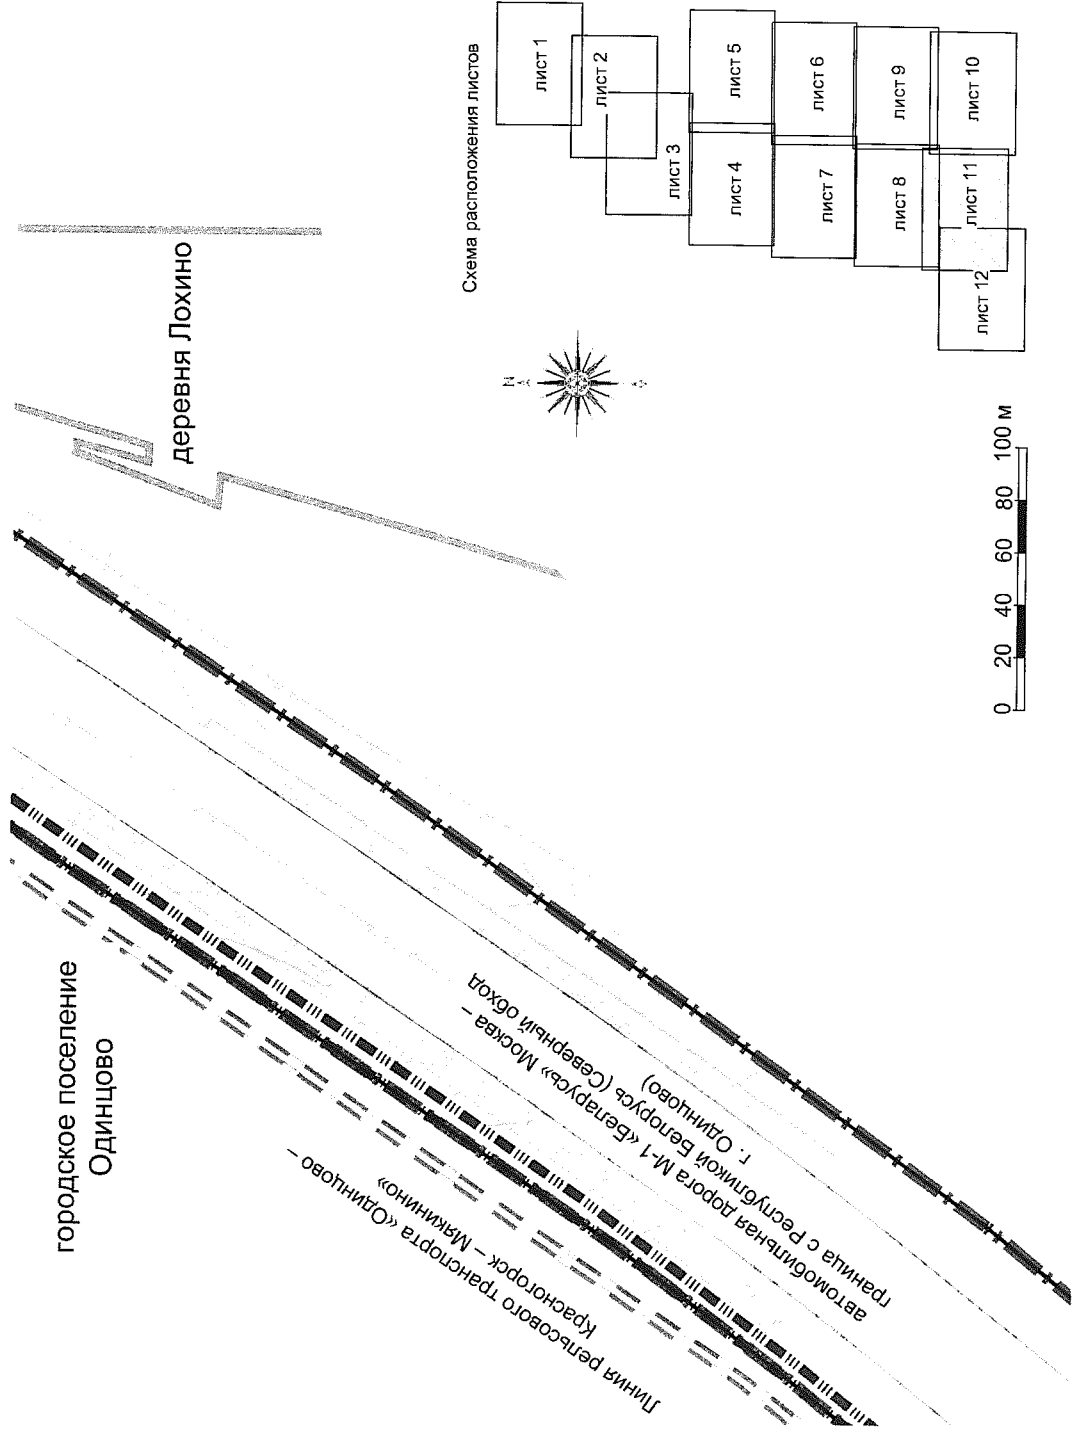 городское поселение
Одинцово
деревня Лохино
Линия рельсового транспорта «Одинцово –
Красногорск – Мякинино»
автомобильная дорога М-1 «Беларусь» Москва –
граница с Республикой Белорусь (Северный обход
г. Одинцово)
Схема расположения листов
лист 1
лист 2
лист 3
лист 4
лист 5
лист 6
лист 7
лист 8
лист 9
лист 10
лист 11
лист 12
N
0 20 40 60 80 100 м